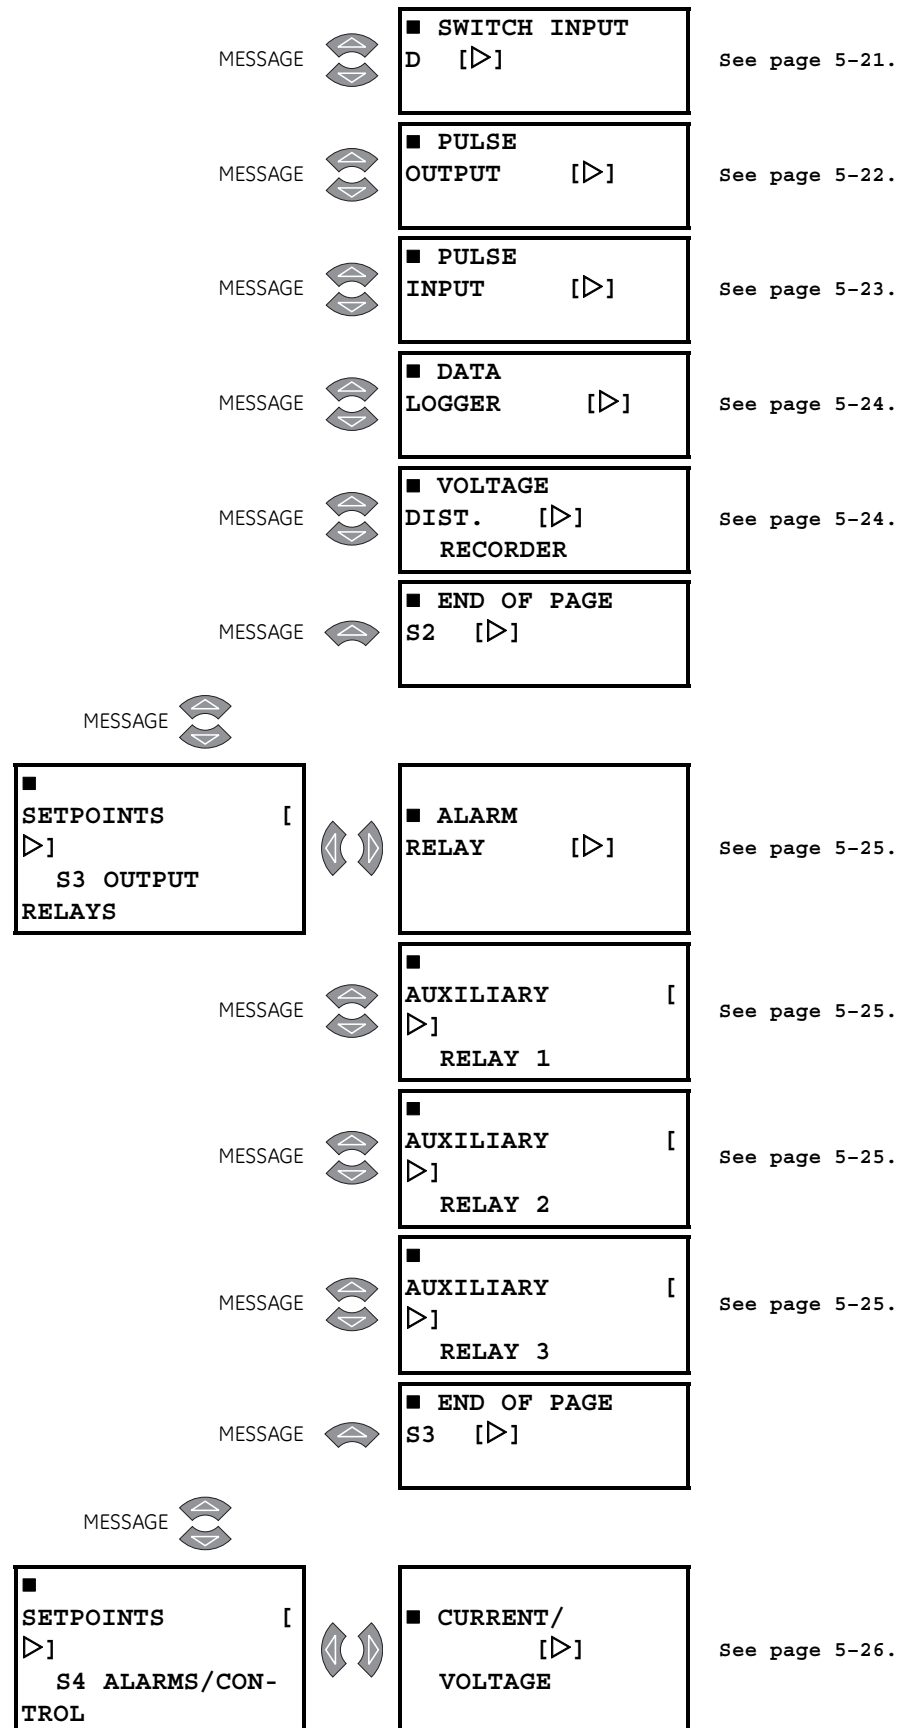 ■ SWITCH INPUT
MESSAGE D [▷] See page 5-21.
■ PULSE
MESSAGE OUTPUT [▷] See page 5-22.
■ PULSE
MESSAGE INPUT [▷] See page 5-23.
■ DATA
MESSAGE LOGGER [▷] See page 5-24.
■ VOLTAGE
MESSAGE DIST. [▷] See page 5-24.
RECORDER
■ END OF PAGE
MESSAGE S2 [▷]
MESSAGE
■
SETPOINTS [
▷]
S3 OUTPUT
RELAYS
■ ALARM
RELAY [▷] See page 5-25.
■
AUXILIARY [
MESSAGE ▷] See page 5-25.
RELAY 1
■
AUXILIARY [
MESSAGE ▷] See page 5-25.
RELAY 2
■
AUXILIARY [
MESSAGE ▷] See page 5-25.
RELAY 3
■ END OF PAGE
MESSAGE S3 [▷]
MESSAGE
■
SETPOINTS [
▷]
S4 ALARMS/CON-
TROL
■ CURRENT/
[▷] See page 5-26.
VOLTAGE